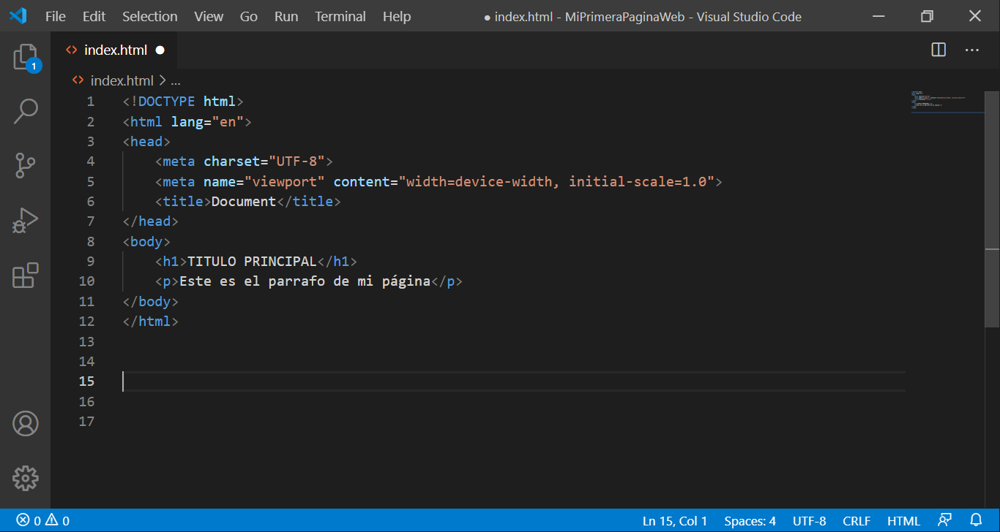 File Edit Selection View Go Run Terminal Help ● index.html - MiPrimeraPaginaWeb - Visual Studio Code
index.html ●
1
index.html > ...
1 <!DOCTYPE html>
2 <html lang="en">
3 <head>
4 <meta charset="UTF-8">
5 <meta name="viewport" content="width=device-width, initial-scale=1.0">
6 <title>Document</title>
7 </head>
8 <body>
9 <h1>TITULO PRINCIPAL</h1>
10 <p>Este es el parrafo de mi página</p>
11 </body>
12 </html>
13
14
15
16
17
0 0 Ln 15, Col 1 Spaces: 4 UTF-8 CRLF HTML